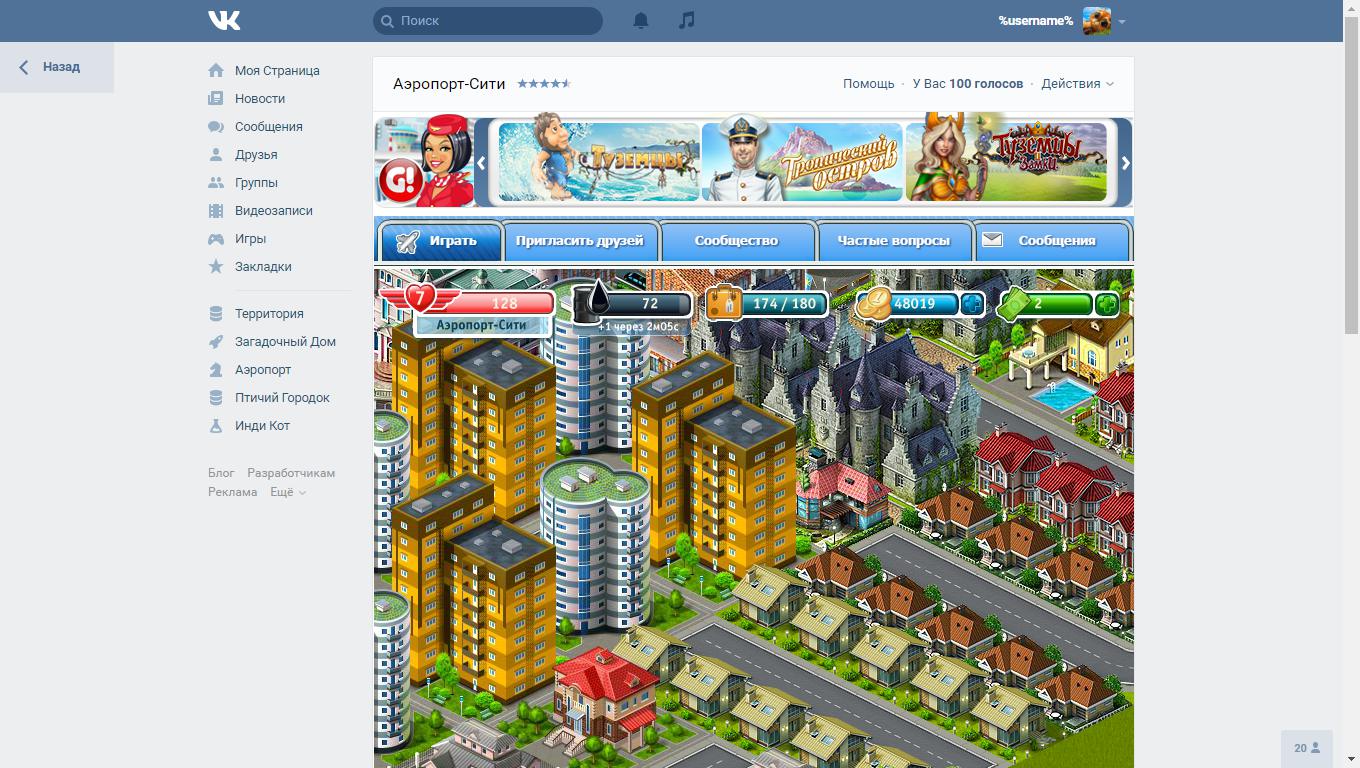 Поиск
%username%
Назад
Моя Страница
Новости
Сообщения
Друзья
Группы
Видеозаписи
Игры
Закладки
Территория
Загадочный Дом
Аэропорт
Птичий Городок
Инди Кот
Блог Разработчикам
Реклама Ещё
Аэропорт-Сити
Помощь · У Вас 100 голосов · Действия
G!
Туземцы
Тропический
остров
Туземцы
Замки
Играть
Пригласить друзей
Сообщество
Частые вопросы
Сообщения
7 128
72
174 / 180
48019
2
Аэропорт-Сити
+1 через 2м05с
20